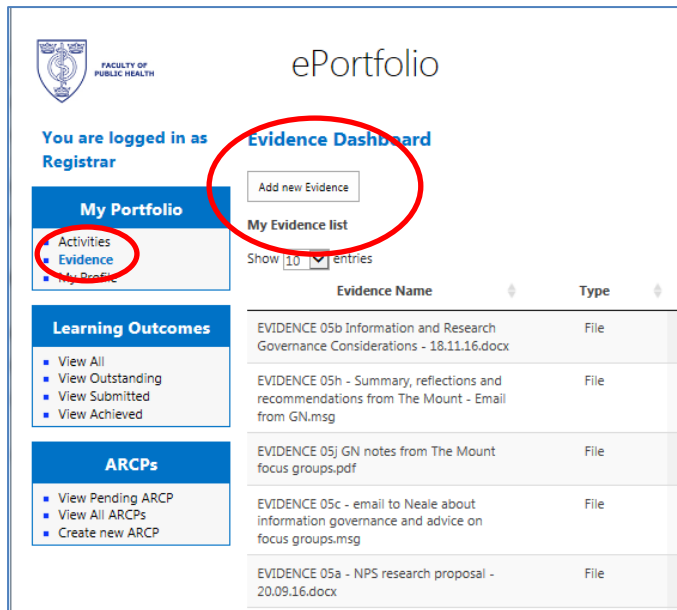 FACULTY OF
PUBLIC HEALTH
ePortfolio
You are logged in as
Registrar
My Portfolio
Activities
Evidence
My Profile
Learning Outcomes
View All
View Outstanding
View Submitted
View Achieved
ARCPs
View Pending ARCP
View All ARCPs
Create new ARCP
Evidence Dashboard
Add new Evidence
My Evidence list
Show 10 entries
Evidence Name Type
EVIDENCE 05b Information and Research File
Governance Considerations - 18.11.16.docx
EVIDENCE 05h - Summary, reflections and File
recommendations from The Mount - Email
from GN.msg
EVIDENCE 05j GN notes from The Mount File
focus groups.pdf
EVIDENCE 05c - email to Neale about File
information governance and advice on
focus groups.msg
EVIDENCE 05a - NPS research proposal - File
20.09.16.docx